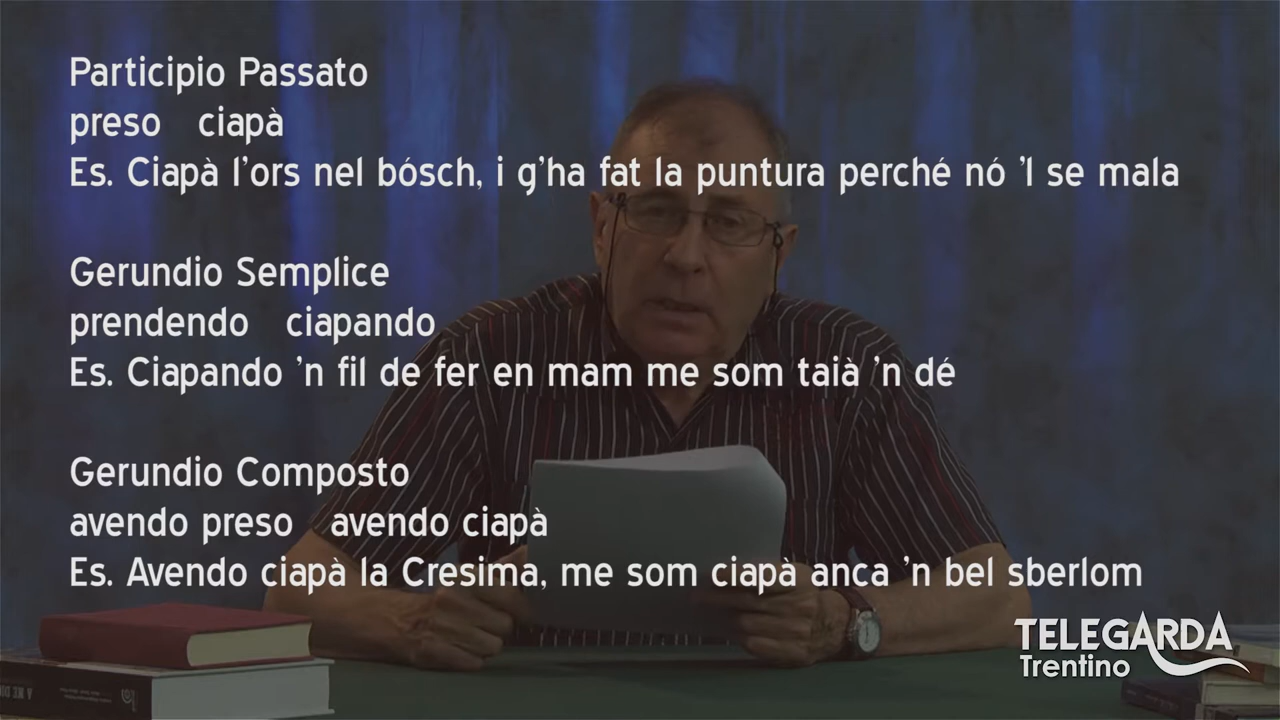 Participio Passato
preso ciapà
Es. Ciapà l'ors nel bósch, i g'ha fat la puntura perché nó 'l se mala
Gerundio Semplice
prendendo ciapando
Es. Ciapando 'n fil de fer en mam me som taià 'n dé
Gerundio Composto
avendo preso avendo ciapà
Es. Avendo ciapà la Cresima, me som ciapà anca 'n bel sberlom
TELEGARDA
Trentino